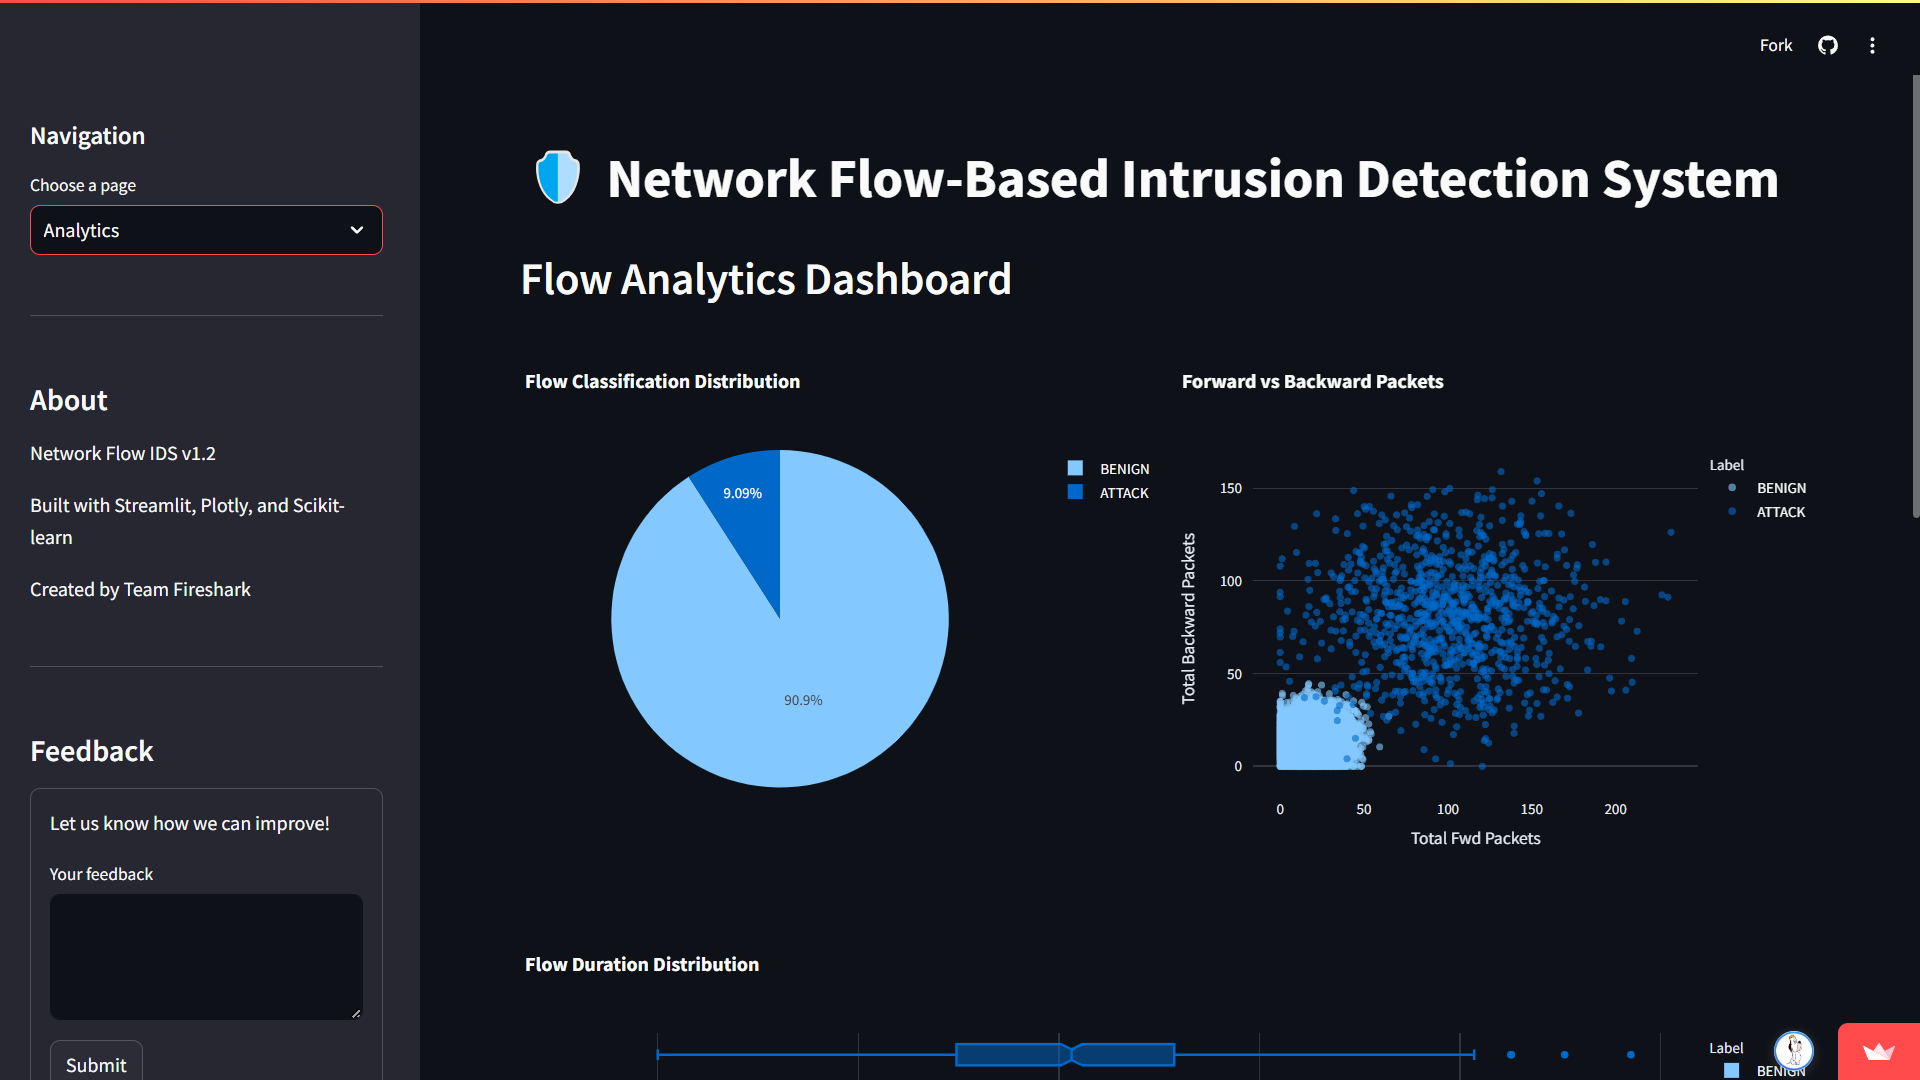 Fork
Navigation
Choose a page
Analytics
About
Network Flow IDS v1.2
Built with Streamlit, Plotly, and Scikit-
learn
Created by Team Fireshark
Feedback
Let us know how we can improve!
Your feedback
Submit
Network Flow-Based Intrusion Detection System
Flow Analytics Dashboard
Flow Classification Distribution
9.09%
90.9%
BENIGN
ATTACK
Forward vs Backward Packets
Total Backward Packets
150
100
50
0
0 50 100 150 200
Total Fwd Packets
Label
BENIGN
ATTACK
Flow Duration Distribution
Label
BENIGN